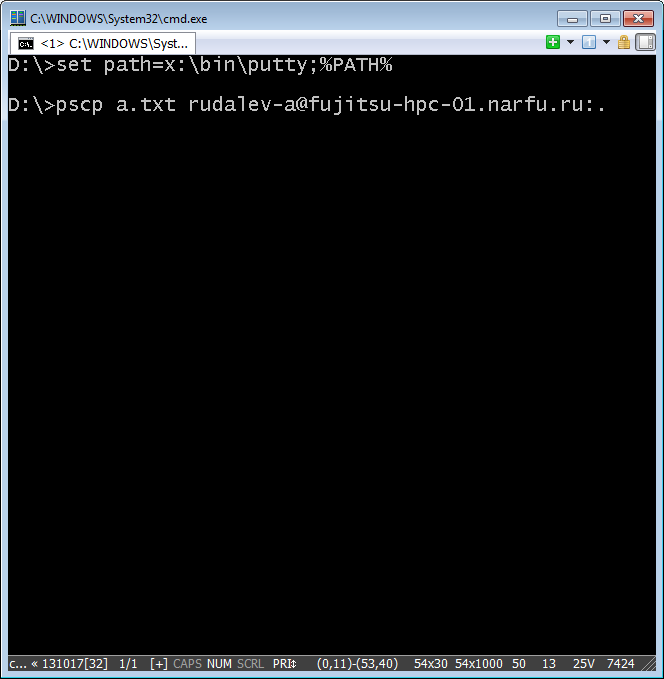 C:\WINDOWS\System32\cmd.exe
<1> C:\WINDOWS\Syst...
D:\>set path=x:\bin\putty;%PATH%
D:\>pscp a.txt rudalev-a@fujitsu-hpc-01.narfu.ru:.
c... « 131017[32] 1/1 [+] CAPS NUM SCRL PRI↕ (0,11)-(53,40) 54x30 54x1000 50 13 25V 7424